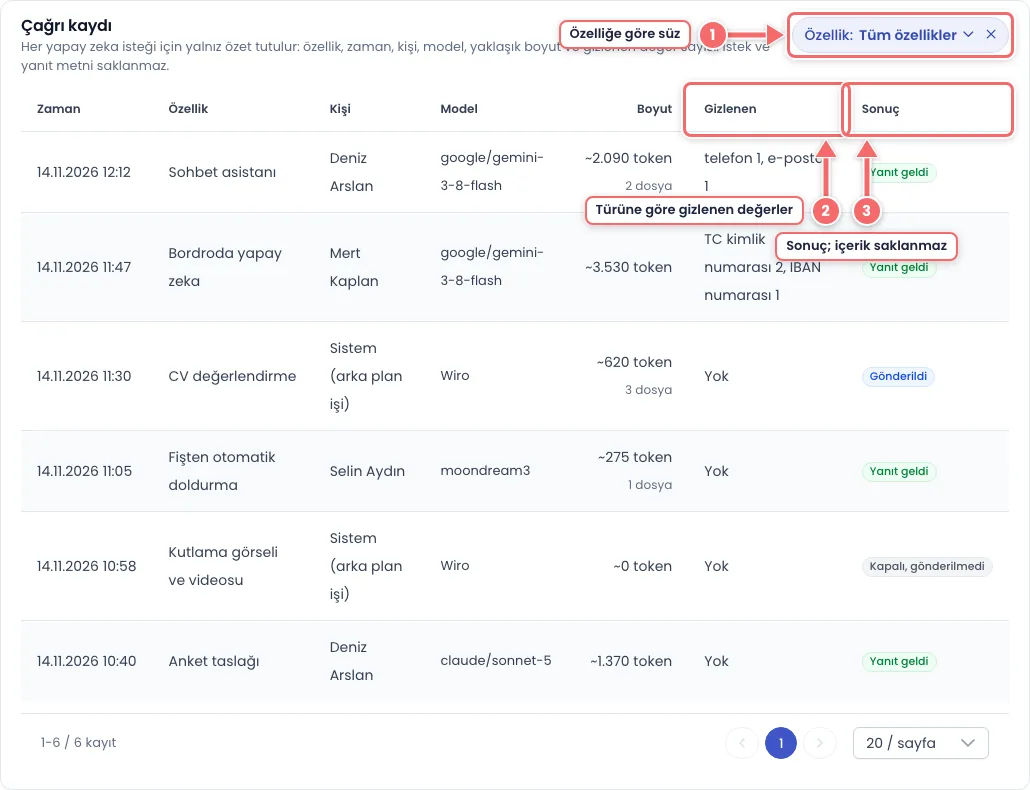 Çağrı kaydı
Her yapay zeka isteği için yalnız özet tutulur: özellik, zaman, kişi, model, yaklaşık boyut ve gizlenen değer sayısı. İstek ve
yanıt metni saklanmaz.
Özelliğe göre süz
1
Özellik: Tüm özellikler
Zaman
Özellik
Kişi
Model
Boyut
Gizlenen
Sonuç
14.11.2026 12:12
Sohbet asistanı
Deniz
Arslan
google/gemini-
3-8-flash
~2.090 token
2 dosya
telefon 1, e-posta
1
Yanıt geldi
Türüne göre gizlenen değerler
2
3
Sonuç; içerik saklanmaz
14.11.2026 11:47
Bordroda yapay
zeka
Mert
Kaplan
google/gemini-
3-8-flash
~3.530 token
TC kimlik
numarası 2, IBAN
numarası 1
Yanıt geldi
14.11.2026 11:30
CV değerlendirme
Sistem
(arka plan
işi)
Wiro
~620 token
3 dosya
Yok
Gönderildi
14.11.2026 11:05
Fişten otomatik
doldurma
Selin Aydın
moondream3
~275 token
1 dosya
Yok
Yanıt geldi
14.11.2026 10:58
Kutlama görseli
ve videosu
Sistem
(arka plan
işi)
Wiro
~0 token
Yok
Kapalı, gönderilmedi
14.11.2026 10:40
Anket taslağı
Deniz
Arslan
claude/sonnet-5
~1.370 token
Yok
Yanıt geldi
1-6 / 6 kayıt
1
20 / sayfa